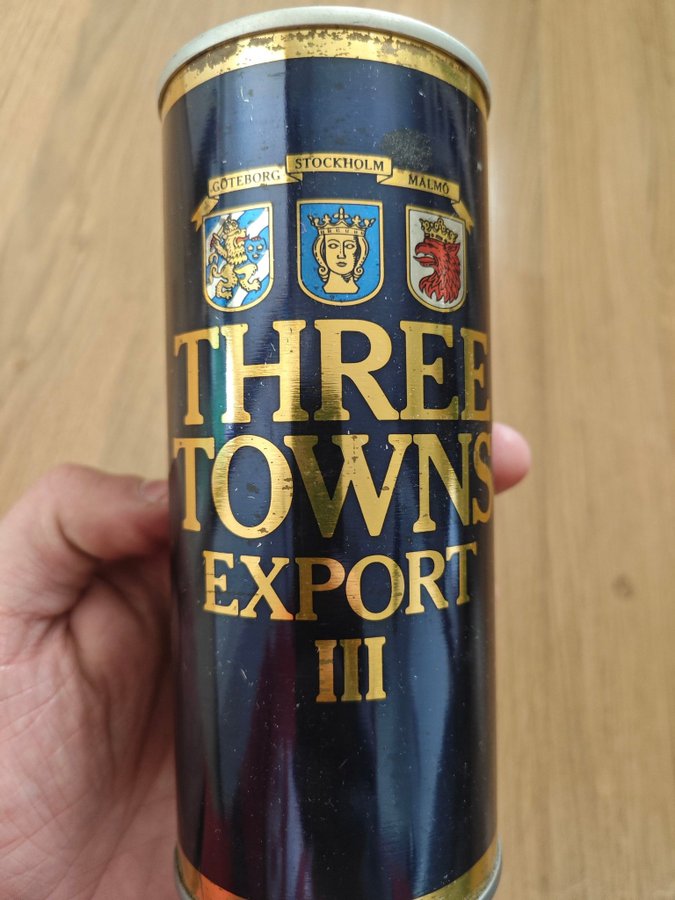 GÖTEBORG STOCKHOLM MALMÖ
THREE
TOWNS
EXPORT
III